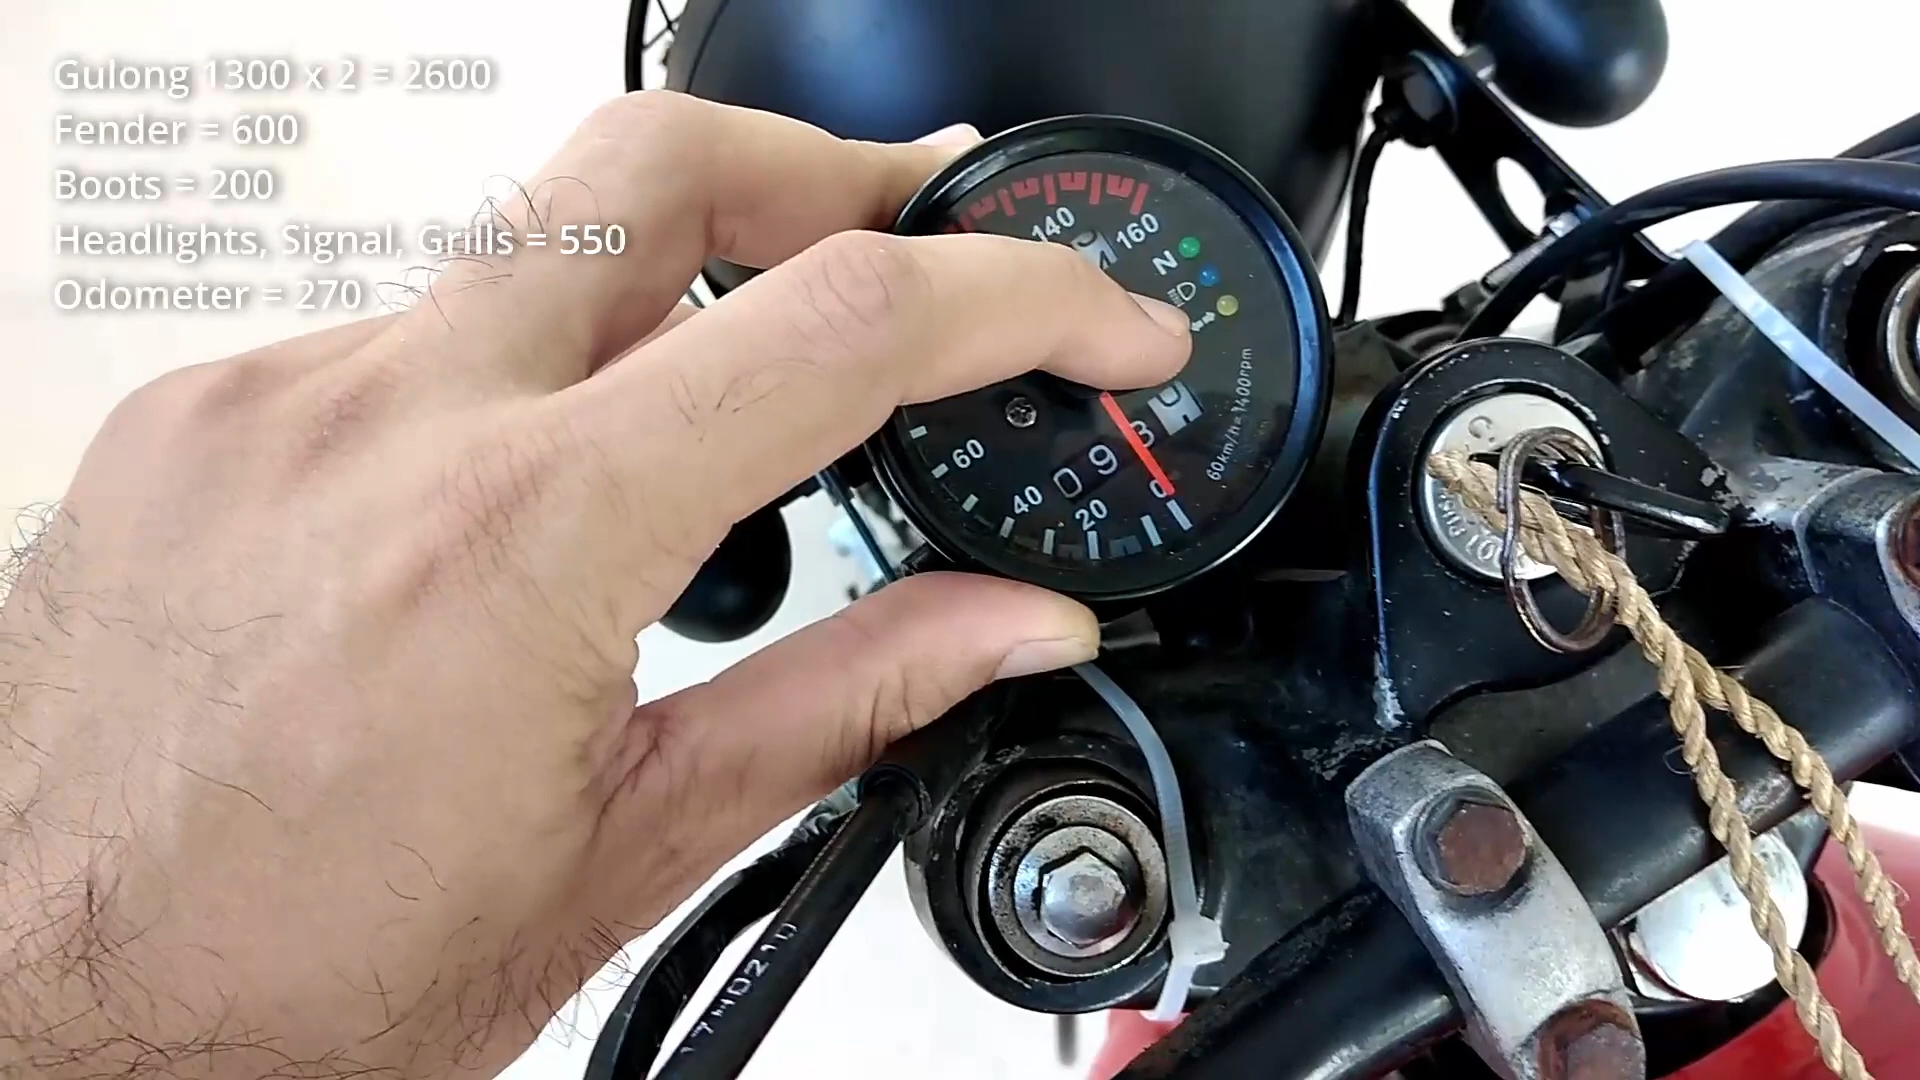 Gulong 1300 x 2 = 2600
Fender = 600
Boots = 200
Headlights, Signal, Grills = 550
Odometer = 270
140
160
N
60km/h=1400rpm
60
09
40
20
0